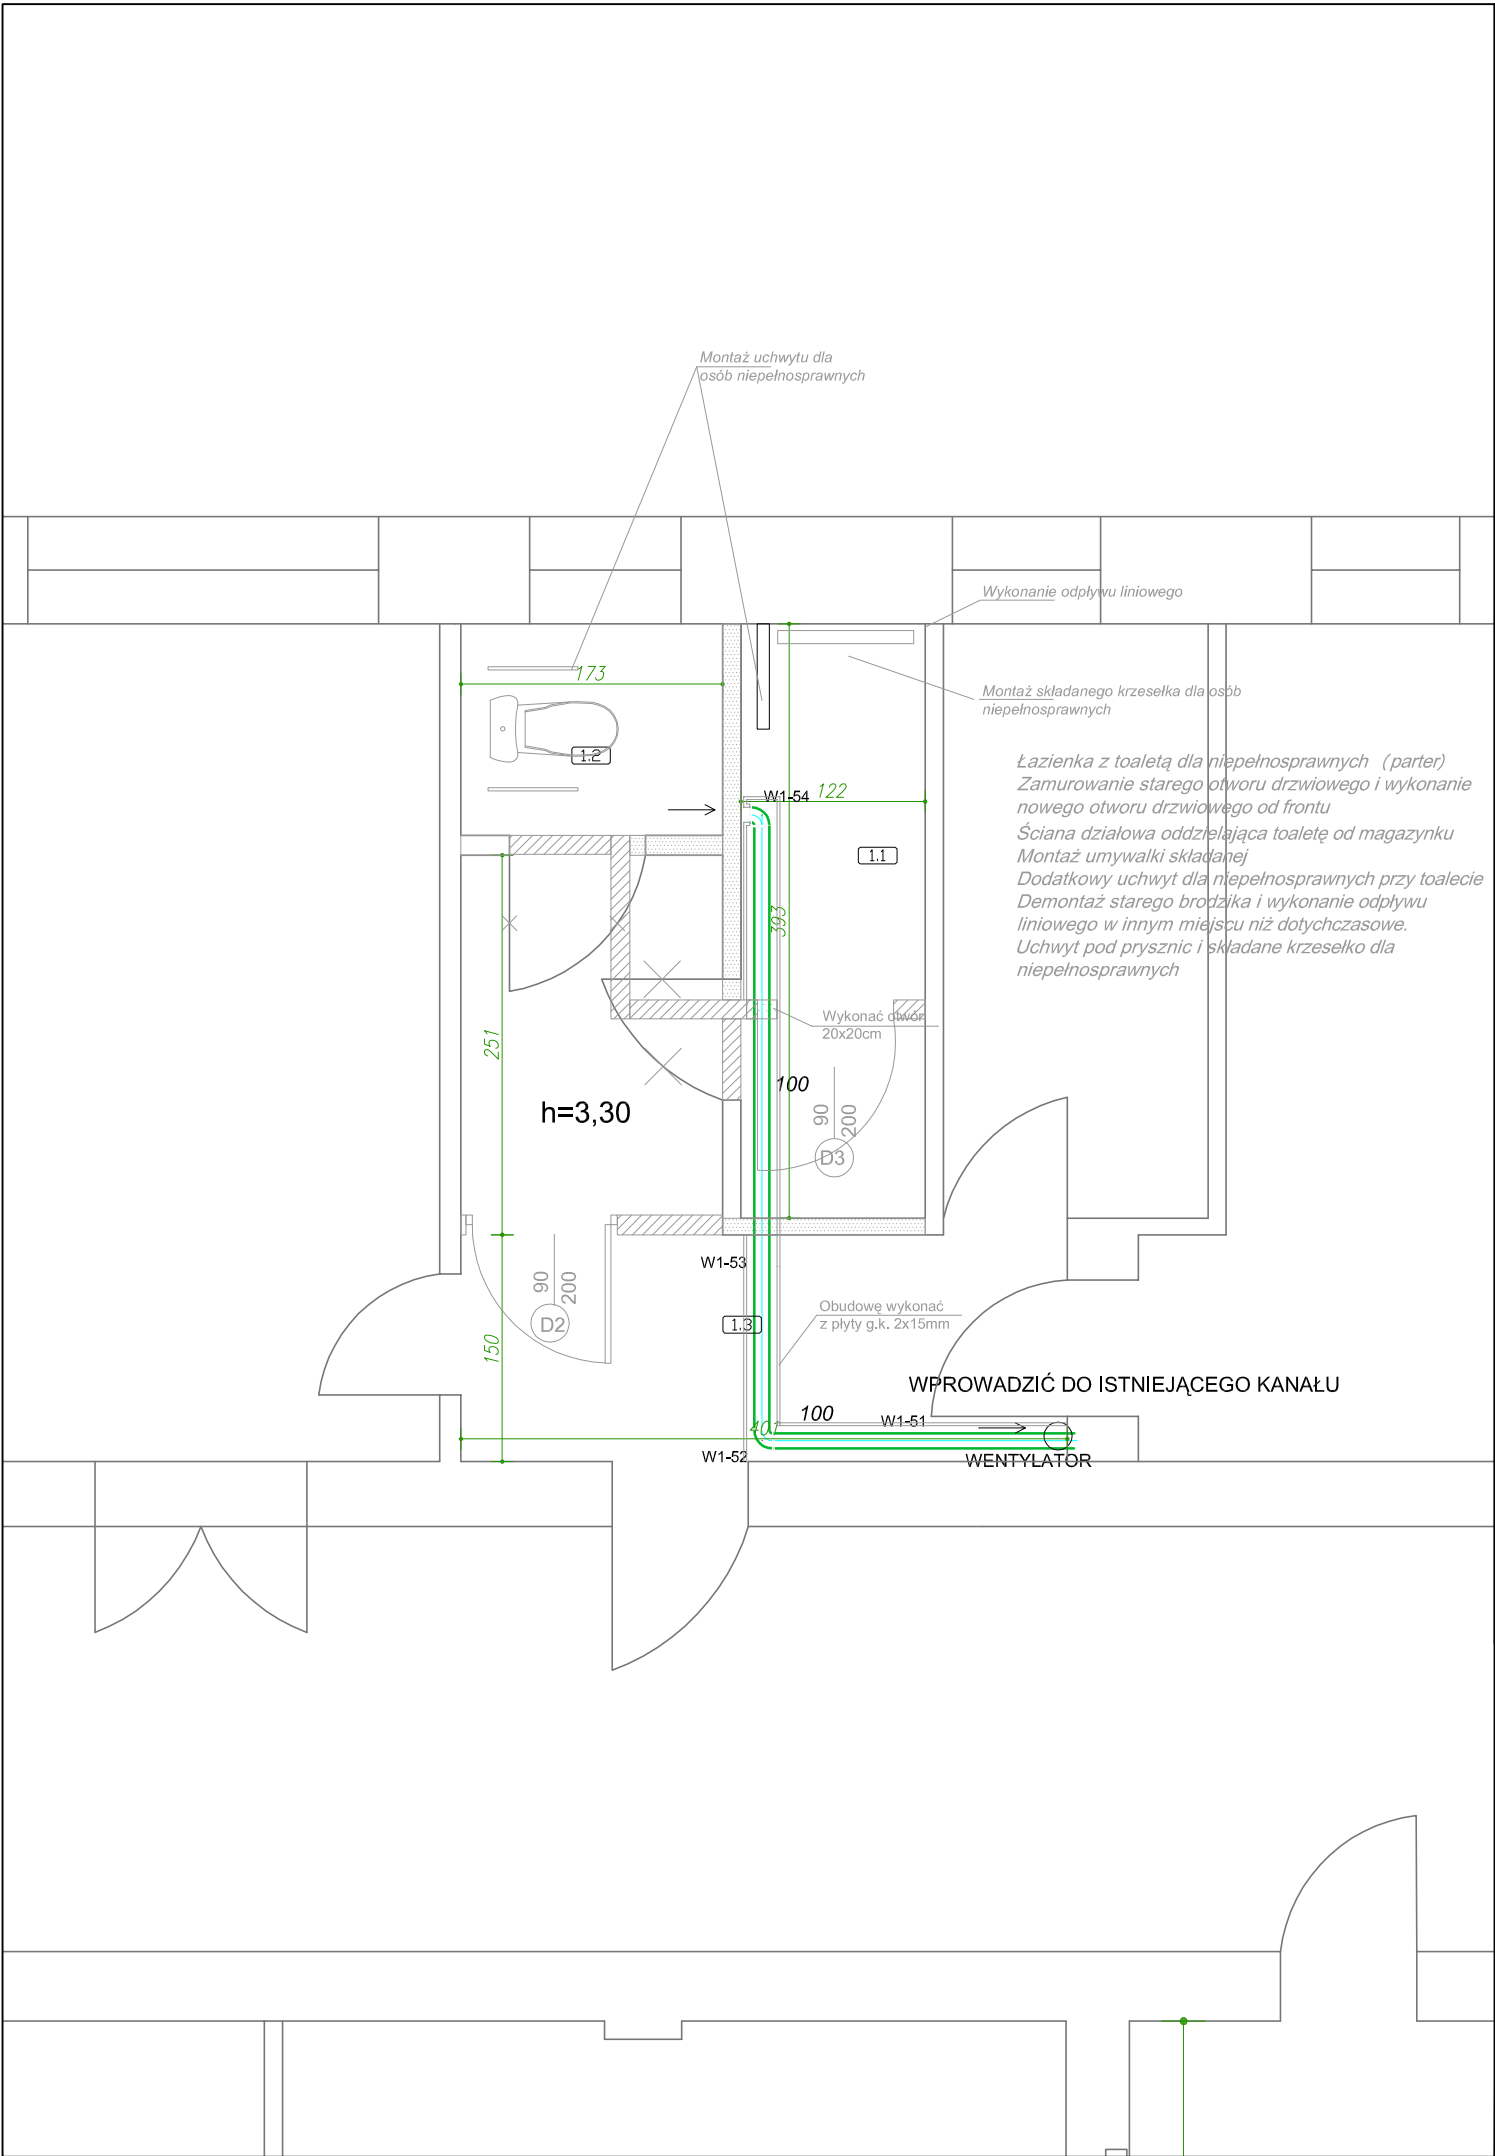 Montaż uchwytu dla
osób niepełnosprawnych
Wykonanie odpływu liniowego
173
Montaż składanego krzesełka dla osób
niepełnosprawnych
1.2
Łazienka z toaletą dla niepełnosprawnych (parter)
Zamurowanie starego otworu drzwiowego i wykonanie
nowego otworu drzwiowego od frontu
Ściana działowa oddzielająca toaletę od magazynku
Montaż umywalki składanej
Dodatkowy uchwyt dla niepełnosprawnych przy toalecie
Demontaż starego brodzika i wykonanie odpływu
liniowego w innym miejscu niż dotychczasowe.
Uchwyt pod prysznic i składane krzesełko dla
niepełnosprawnych
W1-54
122
1.1
393
Wykonać otwór
20x20cm
251
100
h=3,30
90
200
D3
W1-53
90
200
D2
1.3
Obudowę wykonać
z płyty g.k. 2x15mm
150
WPROWADZIĆ DO ISTNIEJĄCEGO KANAŁU
100
W1-51
401
W1-52
WENTYLATOR